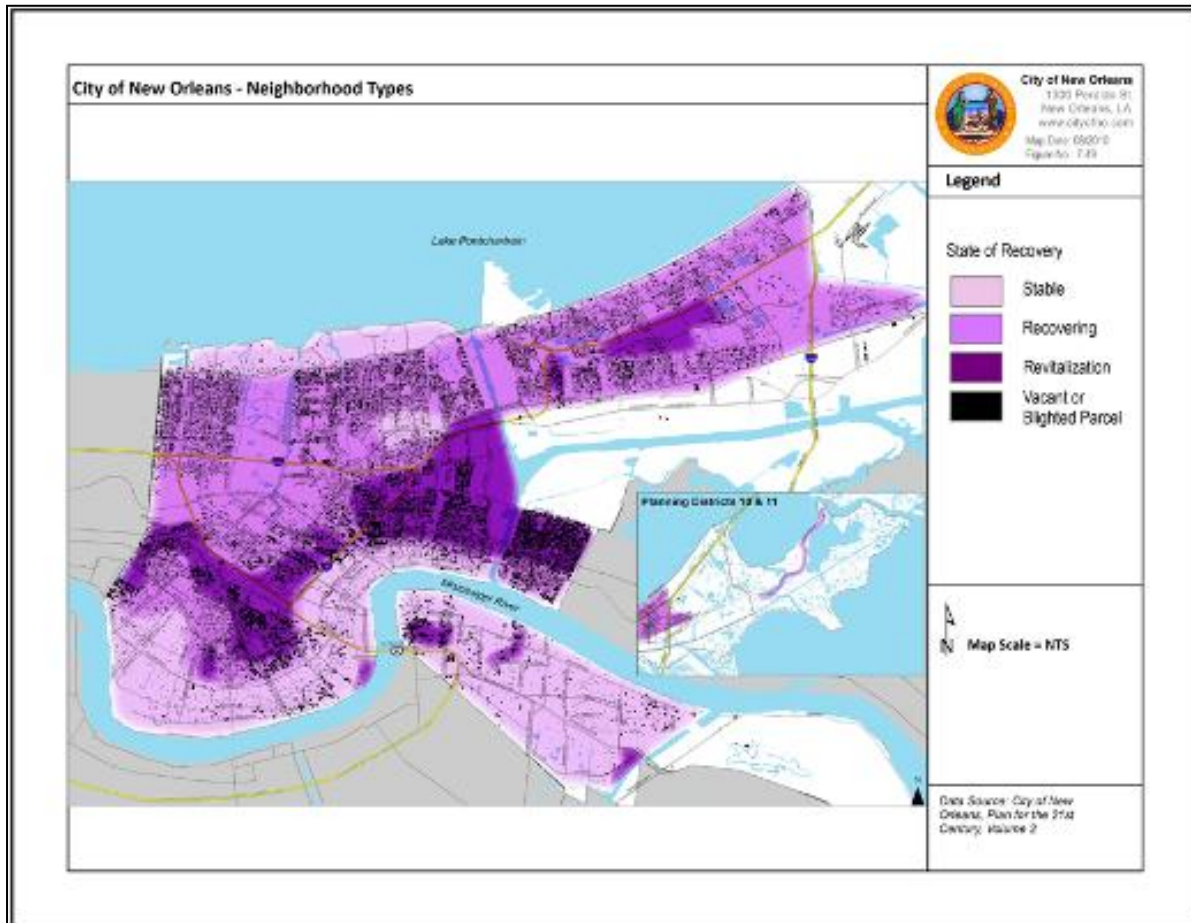 City of New Orleans - Neighborhood Types
City of New Orleans
New Orleans, LA
Legend
State of Recovery
Stable
Recovering
Revitalization
Vacant or
Blighted Parcel
Lake Pontchartrain
Mississippi River
Planning Districts 10 & 11
N Map Scale = NTS
N
Data Source: City of New
Orleans, Plan for the 21st
Century, Volume 2